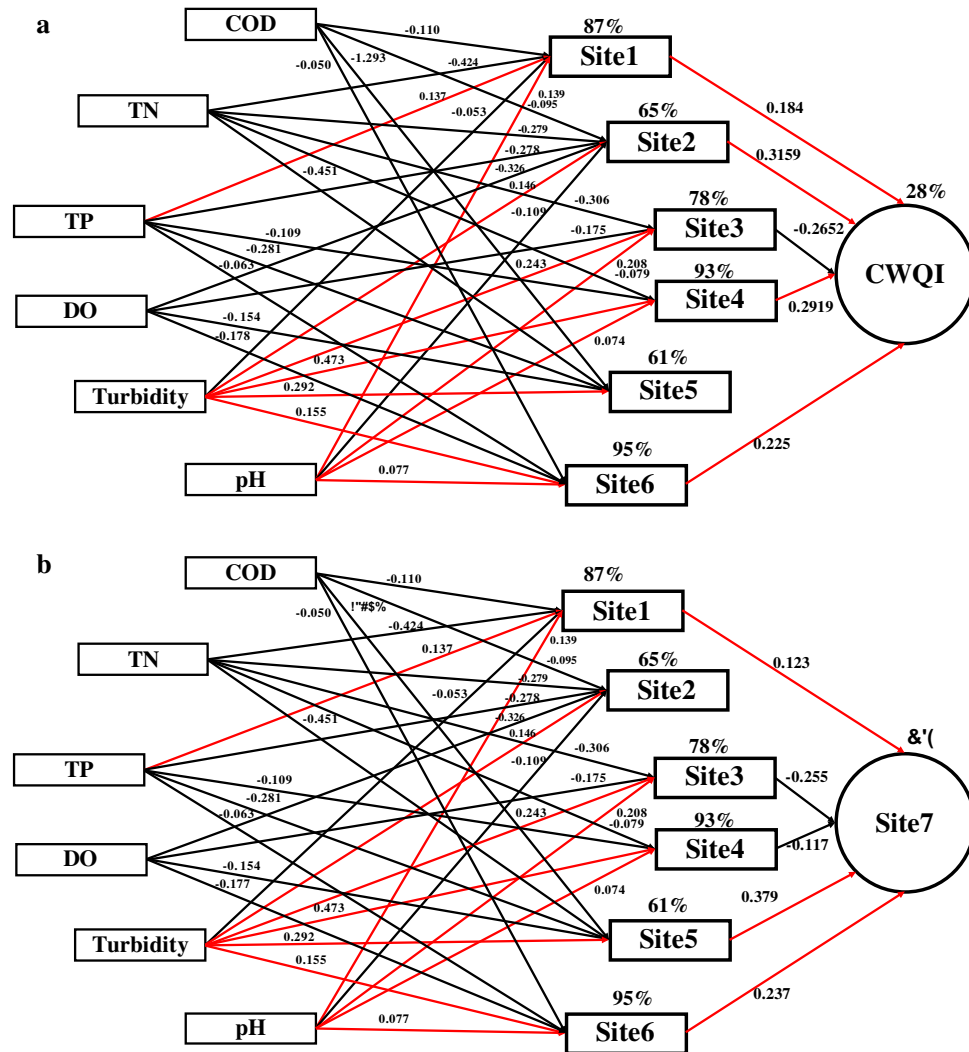 a
COD
87%
-0.110
Site1
-0.050
-1.293
-0.424
TN
0.137
-0.053
0.139
-0.095
0.184
65%
Site2
-0.279
-0.278
0.3159
-0.451
-0.326
0.146
-0.306
78%
28%
TP
-0.109
-0.109
-0.175
Site3
-0.2652
-0.281
-0.063
0.243
0.208
-0.079
93%
CWQI
DO
Site4
0.2919
-0.154
-0.178
0.074
0.473
61%
Turbidity
0.292
Site5
0.155
95%
0.225
pH
0.077
Site6
b
COD
87%
-0.110
Site1
-0.050
!"#$%
-0.424
0.139
TN
0.137
-0.095
65%
0.123
-0.279
Site2
-0.053
-0.278
-0.451
-0.326
0.146
&'(
-0.306
78%
-0.109
TP
-0.109
-0.175
Site3
-0.255
-0.281
-0.063
0.243
0.208
-0.079
93%
Site7
Site4
-0.117
DO
-0.154
-0.177
0.074
0.379
0.473
61%
Turbidity
0.292
Site5
0.155
95%
0.237
pH
0.077
Site6